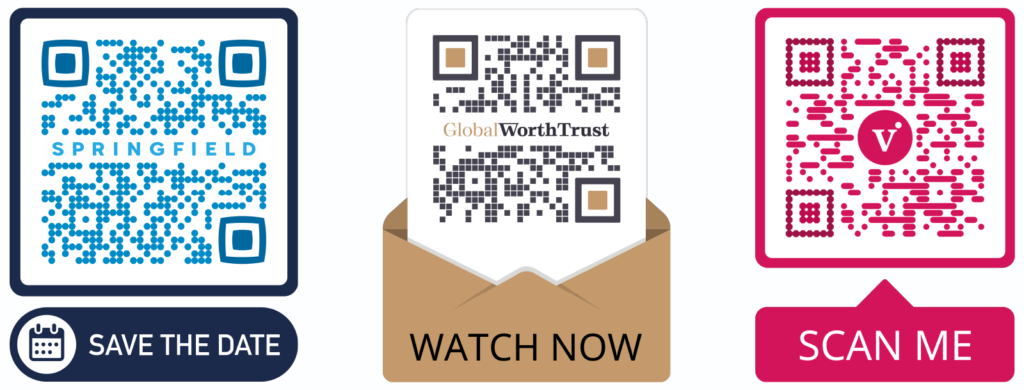 SPRINGFIELD
SAVE THE DATE
GlobalWorthTrust
WATCH NOW
V
SCAN ME